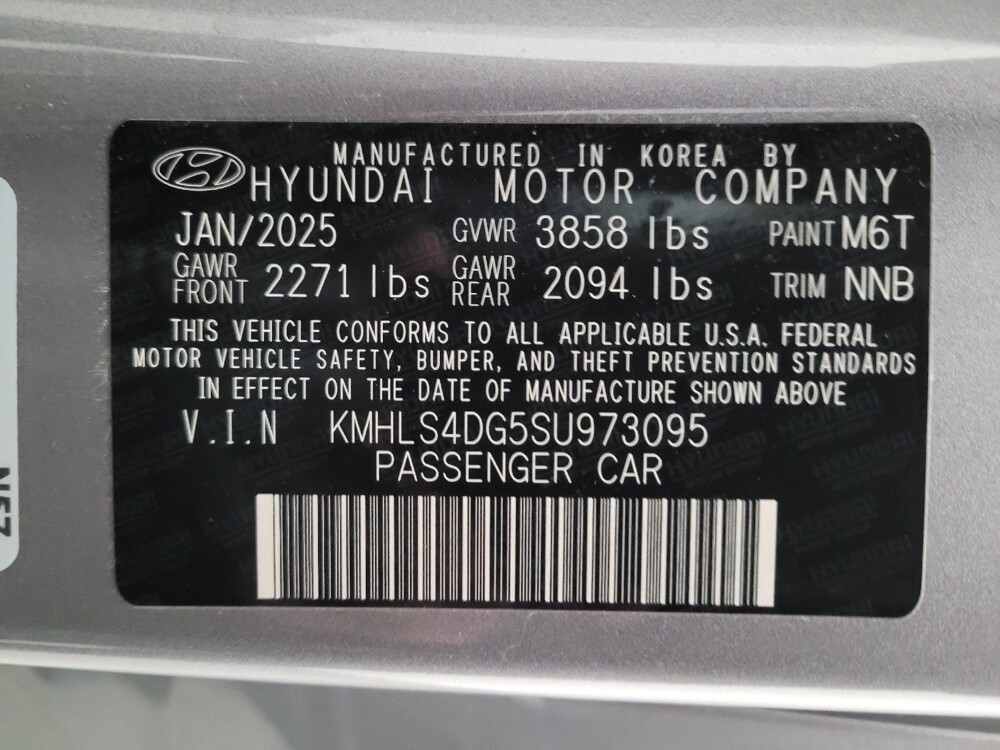 MANUFACTURED IN KOREA BY
HYUNDAI MOTOR COMPANY
JAN/2025 GVWR 3858 lbs PAINT M6T
GAWR FRONT 2271 lbs GAWR REAR 2094 lbs TRIM NNB
THIS VEHICLE CONFORMS TO ALL APPLICABLE U.S.A. FEDERAL
MOTOR VEHICLE SAFETY, BUMPER, AND THEFT PREVENTION STANDARDS
IN EFFECT ON THE DATE OF MANUFACTURE SHOWN ABOVE
V.I.N KMHLS4DG5SU973095
PASSENGER CAR